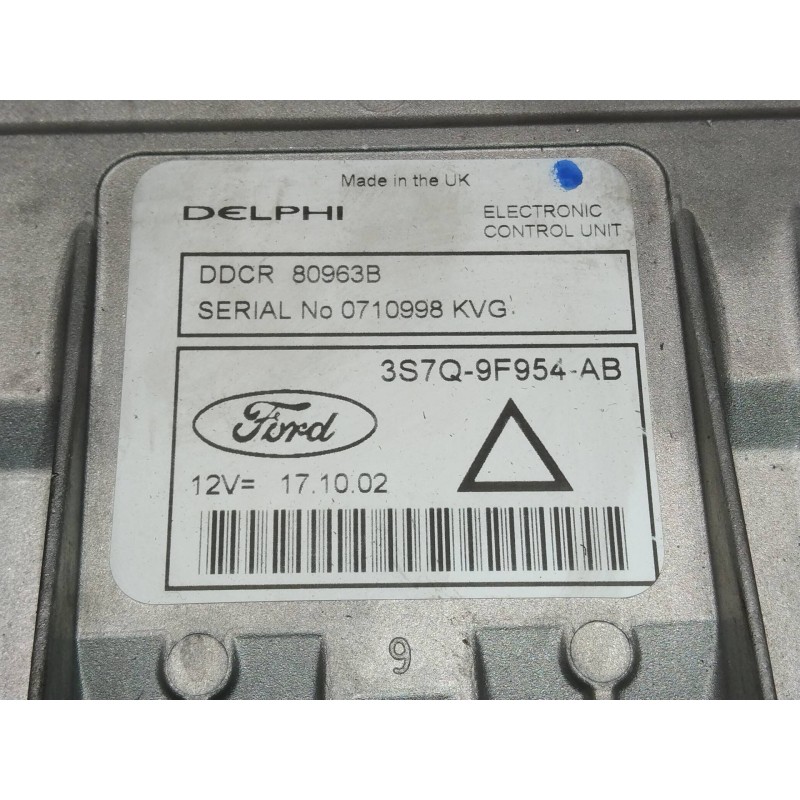 Made in the UK
DELPHI
ELECTRONIC
CONTROL UNIT
DDCR 80963B
SERIAL No 0710998 KVG
3S7Q-9F954-AB
Ford
12V= 17.10.02
9